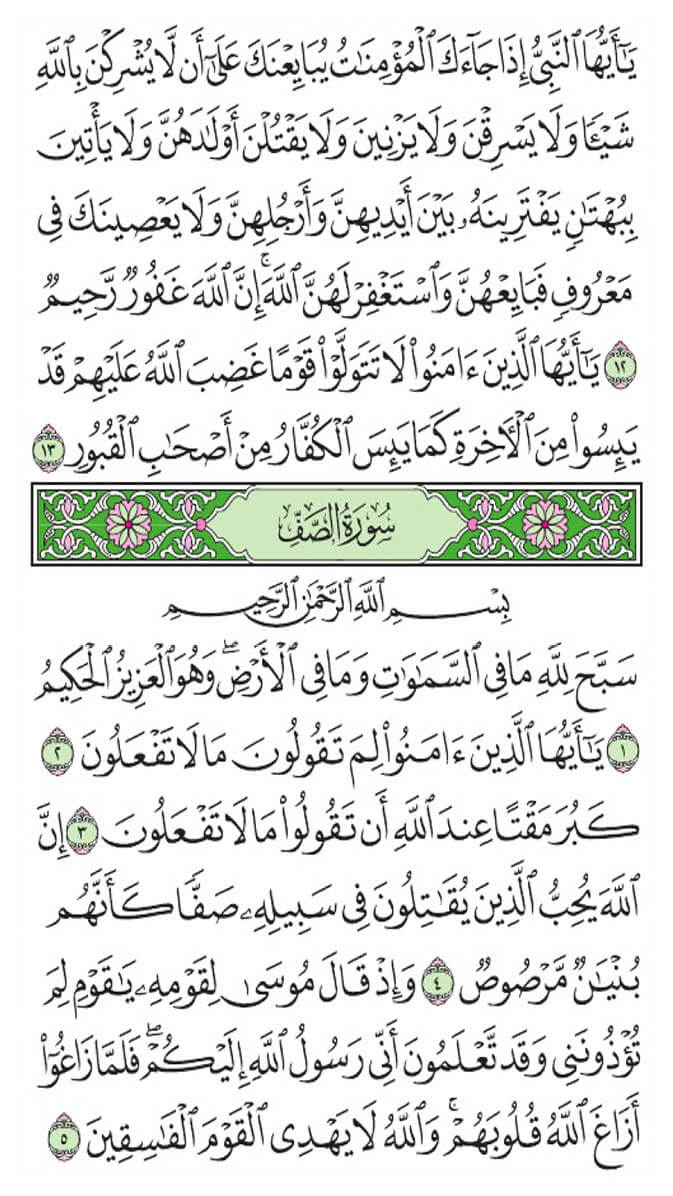 يَٰٓأَيُّهَا ٱلنَّبِيُّ إِذَا جَآءَكَ ٱلْمُؤْمِنَٰتُ يُبَايِعْنَكَ عَلَىٰٓ أَن لَّا يُشْرِكْنَ بِٱللَّهِ
شَيْـًٔا وَلَا يَسْرِقْنَ وَلَا يَزْنِينَ وَلَا يَقْتُلْنَ أَوْلَٰدَهُنَّ وَلَا يَأْتِينَ
بِبُهْتَٰنٍ يَفْتَرِينَهُۥ بَيْنَ أَيْدِيهِنَّ وَأَرْجُلِهِنَّ وَلَا يَعْصِينَكَ فِى
مَعْرُوفٍ فَبَايِعْهُنَّ وَٱسْتَغْفِرْ لَهُنَّ ٱللَّهَ ۚ إِنَّ ٱللَّهَ غَفُورٌ رَّحِيمٌ
١٢ يَٰٓأَيُّهَا ٱلَّذِينَ ءَامَنُوا۟ لَا تَتَوَلَّوْا۟ قَوْمًا غَضِبَ ٱللَّهُ عَلَيْهِمْ قَدْ
يَئِسُوا۟ مِنَ ٱلْـَٔاخِرَةِ كَمَا يَئِسَ ٱلْكُفَّارُ مِنْ أَصْحَٰبِ ٱلْقُبُورِ ١٣
سُورَةُ الصَّفِّ
بِسْمِ ٱللَّهِ ٱلرَّحْمَٰنِ ٱلرَّحِيمِ
سَبَّحَ لِلَّهِ مَا فِى ٱلسَّمَٰوَٰتِ وَمَا فِى ٱلْأَرْضِ ۖ وَهُوَ ٱلْعَزِيزُ ٱلْحَكِيمُ
١ يَٰٓأَيُّهَا ٱلَّذِينَ ءَامَنُوا۟ لِمَ تَقُولُونَ مَا لَا تَفْعَلُونَ ٢
كَبُرَ مَقْتًا عِندَ ٱللَّهِ أَن تَقُولُوا۟ مَا لَا تَفْعَلُونَ ٣ إِنَّ
ٱللَّهَ يُحِبُّ ٱلَّذِينَ يُقَٰتِلُونَ فِى سَبِيلِهِۦ صَفًّا كَأَنَّهُم
بُنْيَٰنٌ مَّرْصُوصٌ ٤ وَإِذْ قَالَ مُوسَىٰ لِقَوْمِهِۦ يَٰقَوْمِ لِمَ
تُؤْذُونَنِى وَقَد تَّعْلَمُونَ أَنِّى رَسُولُ ٱللَّهِ إِلَيْكُمْ ۖ فَلَمَّا زَاغُوٓا۟
أَزَاغَ ٱللَّهُ قُلُوبَهُمْ ۚ وَٱللَّهُ لَا يَهْدِى ٱلْقَوْمَ ٱلْفَٰسِقِينَ ٥